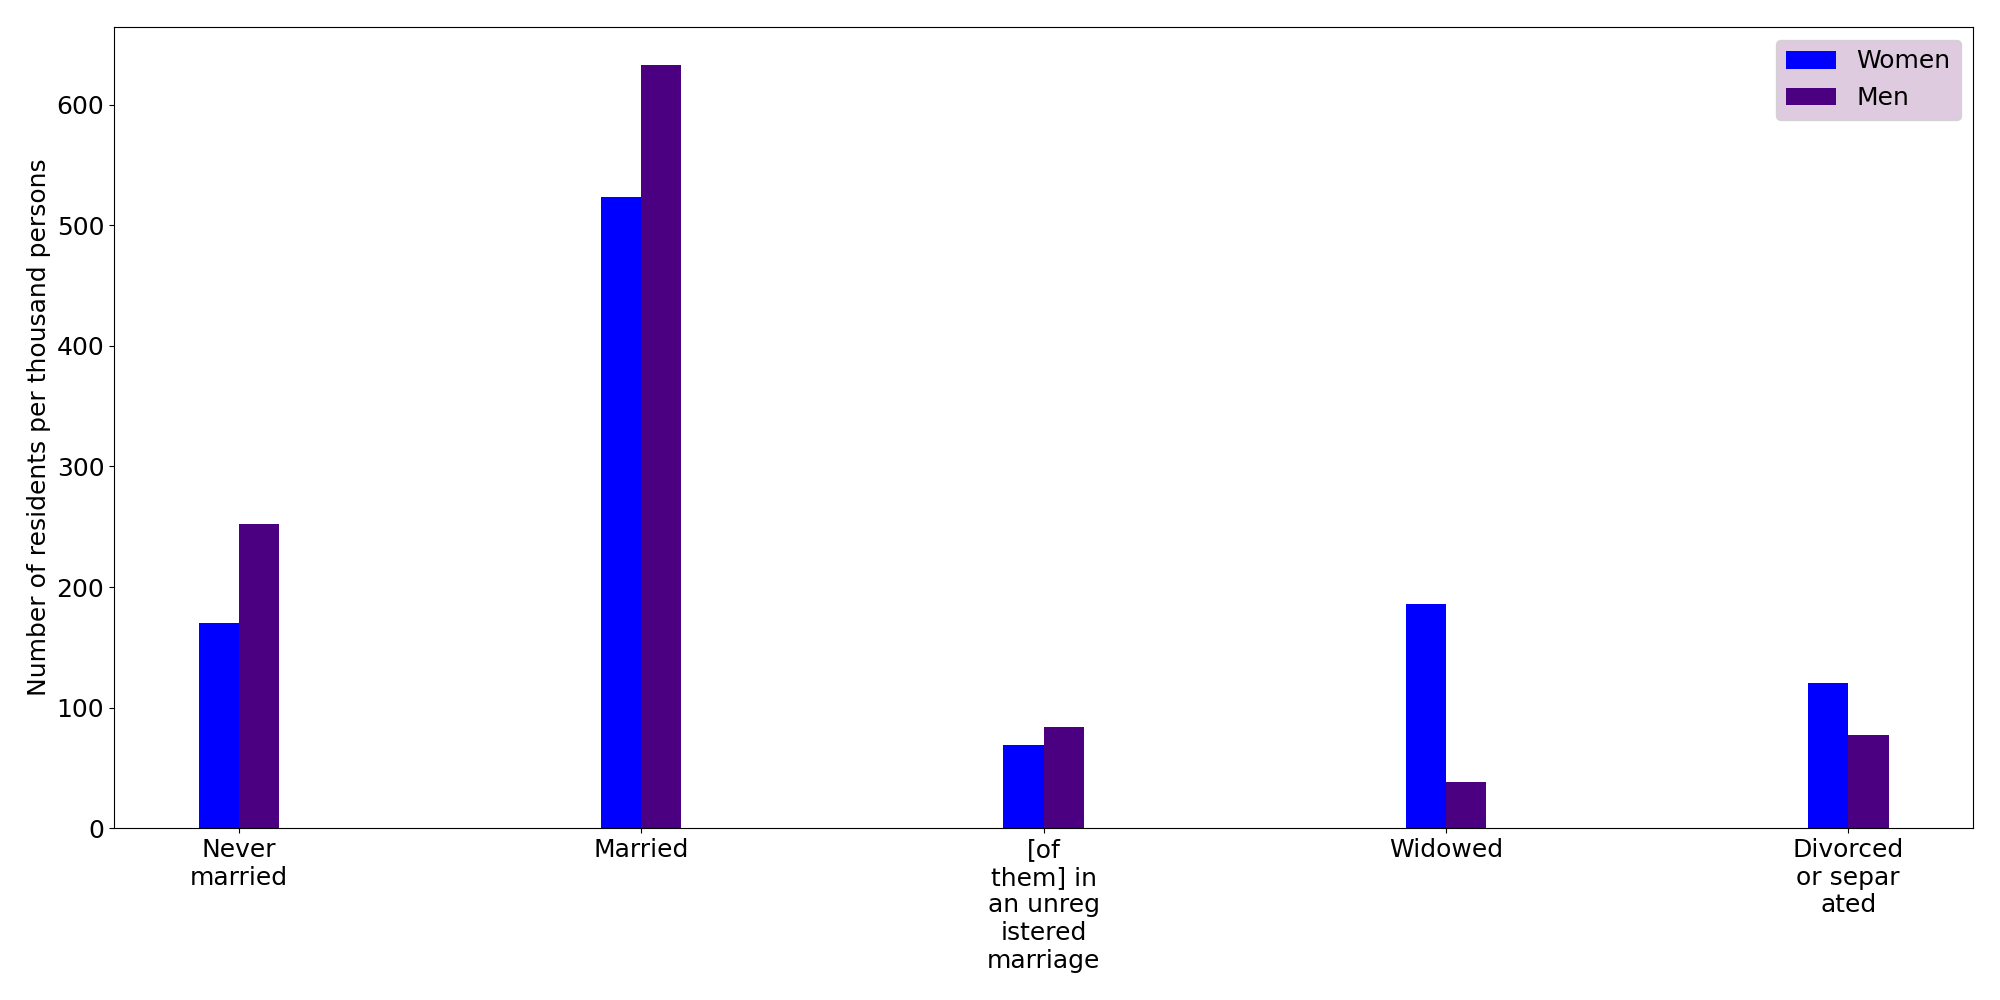 Number of residents per thousand persons
600
500
400
300
200
100
0
Women
Men
Never
married
Married
[of
them] in
an unreg
istered
marriage
Widowed
Divorced
or separ
ated